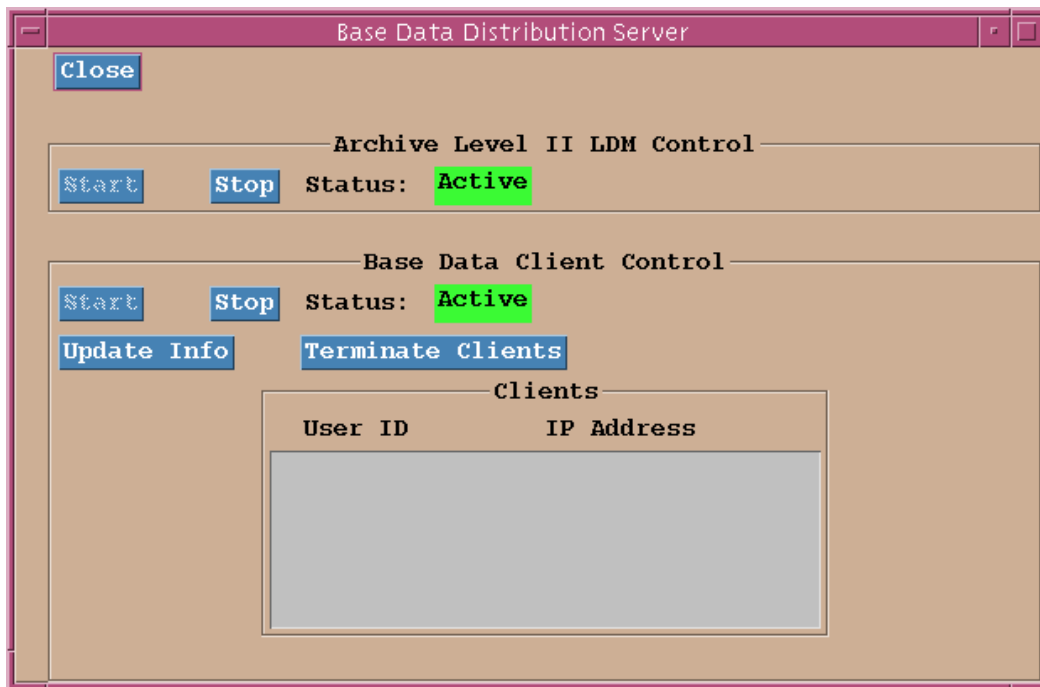 Base Data Distribution Server
Close
Archive Level II LDM Control
Start Stop Status: Active
Base Data Client Control
Start Stop Status: Active
Update Info Terminate Clients
Clients
User ID IP Address